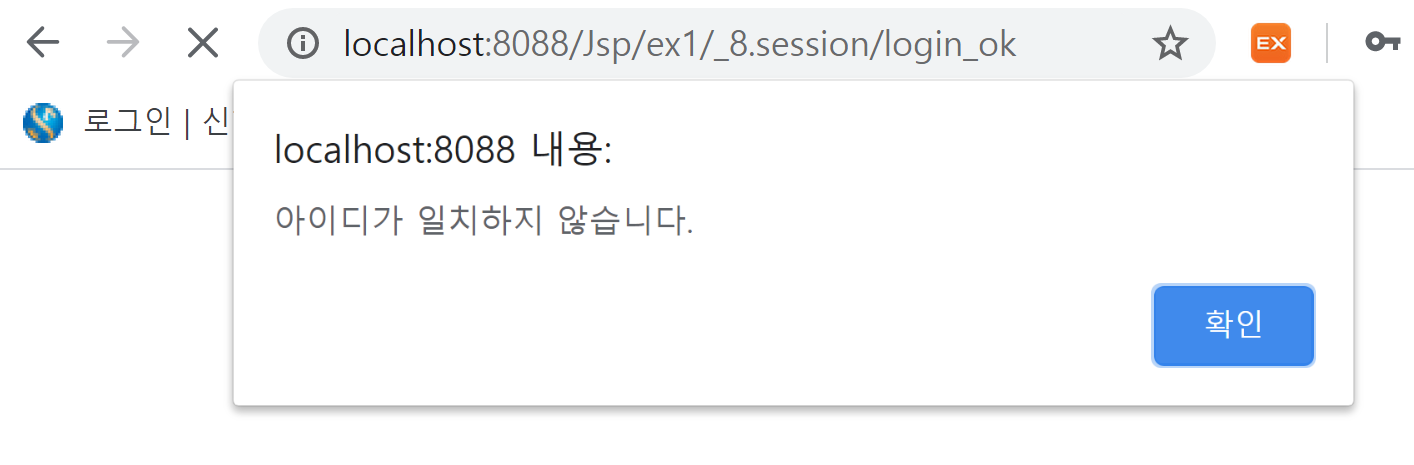 localhost:8088/Jsp/ex1/_8.session/login_ok
EX
로그인 | 신
localhost:8088 내용:
아이디가 일치하지 않습니다.
확인